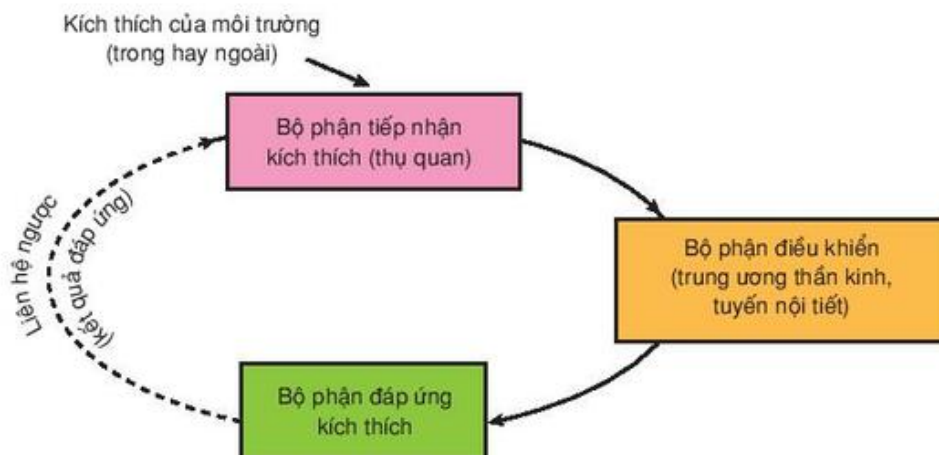 Kích thích của môi trường
(trong hay ngoài)
Bộ phận tiếp nhận
kích thích (thụ quan)
Bộ phận điều khiển
(trung ương thần kinh,
tuyến nội tiết)
Bộ phận đáp ứng
kích thích
Liên hệ ngược
(kết quả đáp ứng)